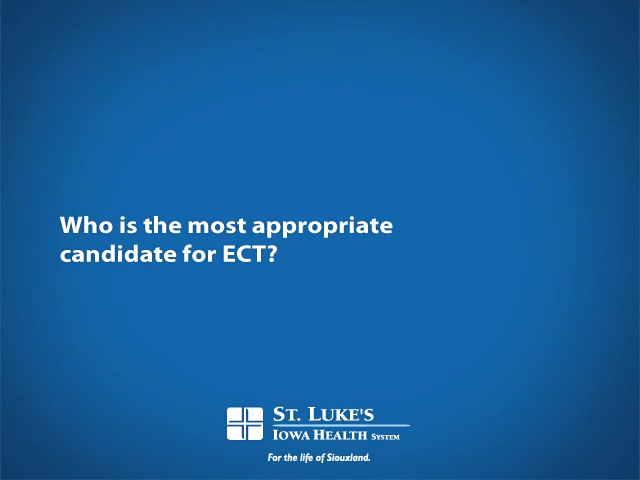 Who is the most appropriate
candidate for ECT?
St. Luke's
Iowa Health System
For the life of Siouxland.